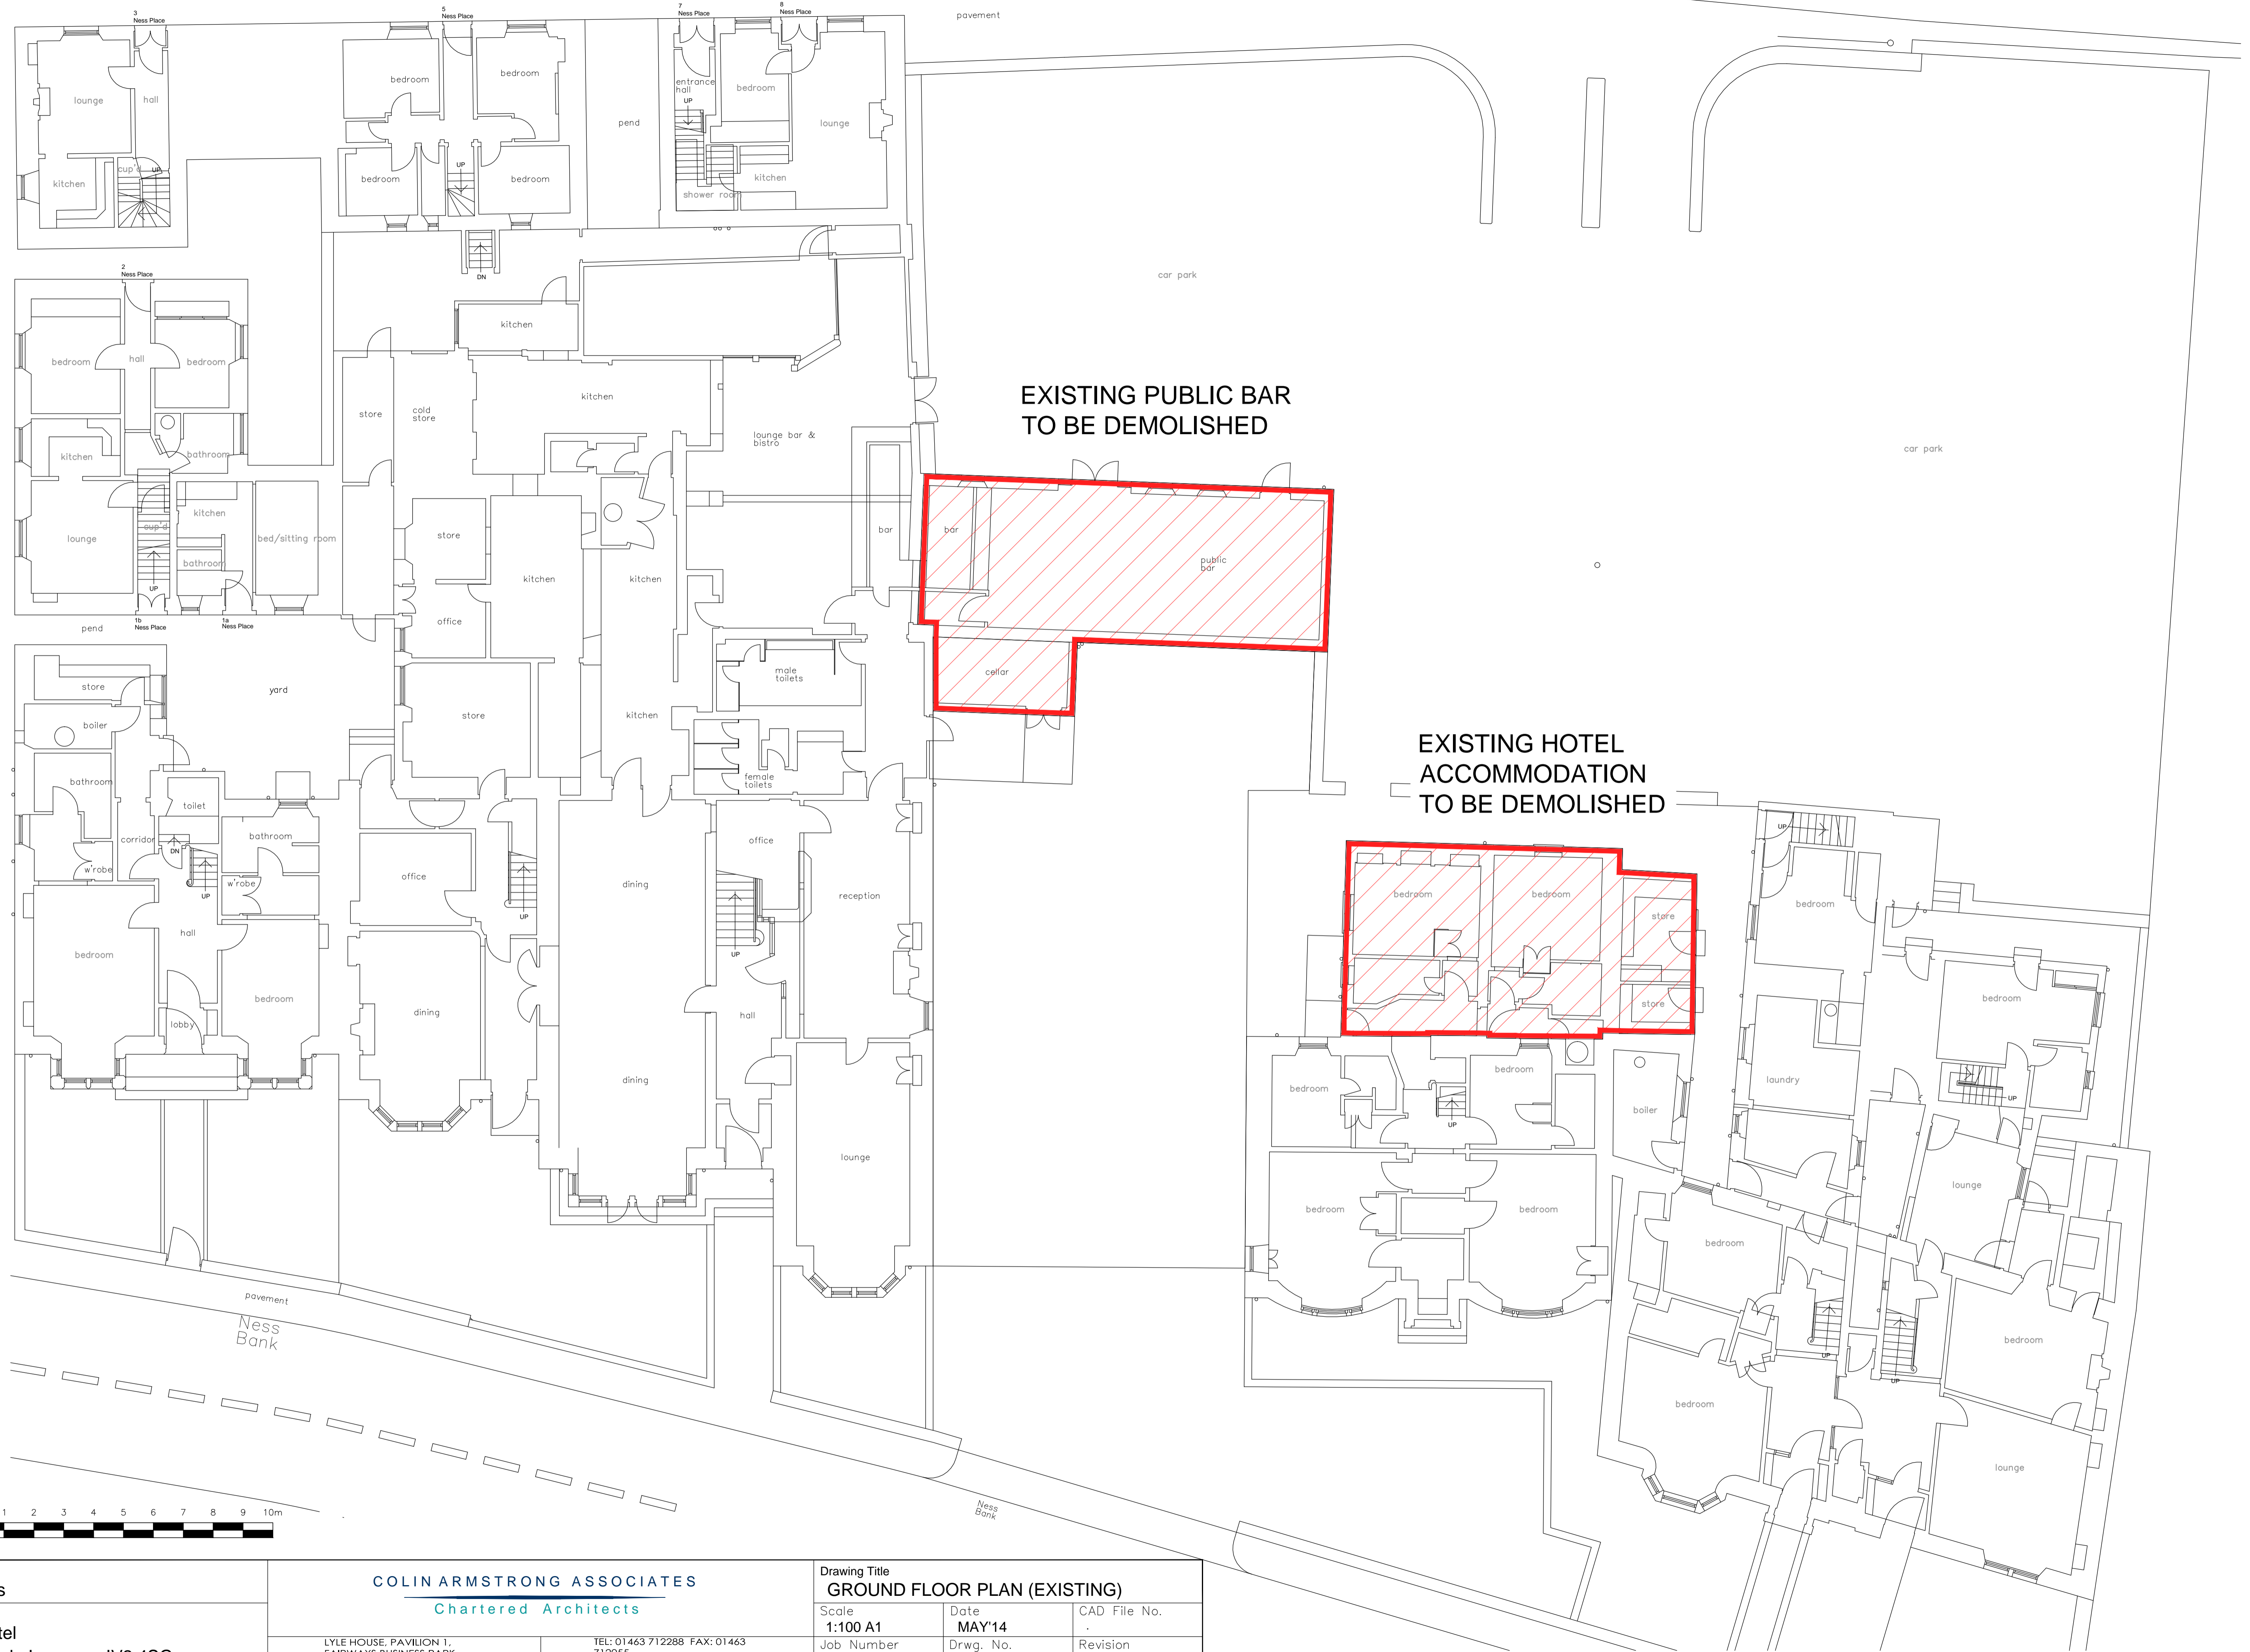 3
Ness Place
5
Ness Place
7
Ness Place
8
Ness Place
pavement
lounge
hall
bedroom
bedroom
entrance
hall
UP
bedroom
lounge
pend
kitchen
cup'd
UP
bedroom
UP
bedroom
kitchen
shower room
DN
car park
2
Ness Place
kitchen
bedroom
hall
bedroom
store
cold
store
kitchen
EXISTING PUBLIC BAR
TO BE DEMOLISHED
lounge bar &
bistro
car park
kitchen
bathroom
kitchen
lounge
cup'd
bathroom
bed/sitting room
store
bar
bar
public
bar
UP
kitchen
kitchen
office
pend
1b
Ness Place
1a
Ness Place
male
toilets
cellar
store
yard
store
kitchen
boiler
EXISTING HOTEL
ACCOMMODATION
TO BE DEMOLISHED
bathroom
female
toilets
toilet
corridor
DN
bathroom
office
UP
w'robe
UP
w'robe
office
UP
dining
reception
bedroom
bedroom
store
bedroom
hall
UP
bedroom
bedroom
lobby
dining
hall
store
bedroom
dining
bedroom
bedroom
laundry
UP
boiler
UP
lounge
lounge
bedroom
bedroom
bedroom
pavement
Ness
Bank
UP
UP
bedroom
bedroom
lounge
Ness
Bank
1 2 3 4 5 6 7 8 9 10m
COLIN ARMSTRONG ASSOCIATES
Chartered Architects
LYLE HOUSE, PAVILION 1,
TEL: 01463 712288 FAX: 01463
Drawing Title
GROUND FLOOR PLAN (EXISTING)
Scale
1:100 A1
Date
MAY'14
CAD File No.
.
Job Number
Drwg. No.
Revision